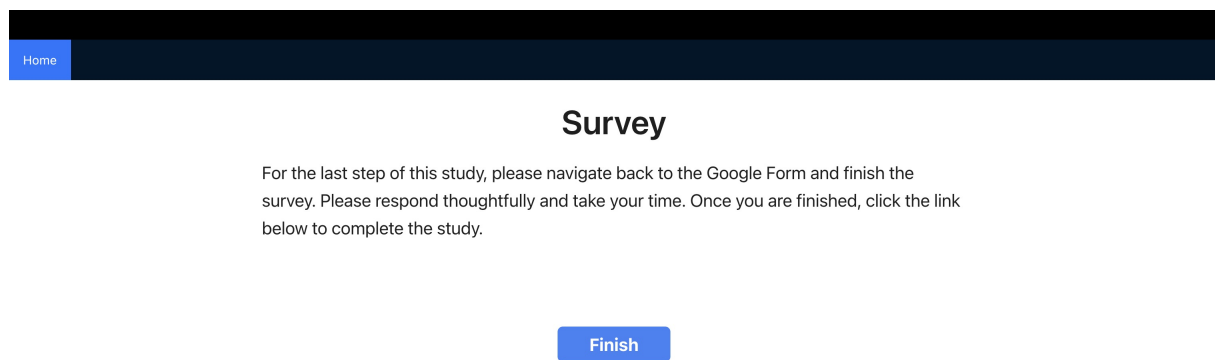 Home
Survey
For the last step of this study, please navigate back to the Google Form and finish the
survey. Please respond thoughtfully and take your time. Once you are finished, click the link
below to complete the study.
Finish